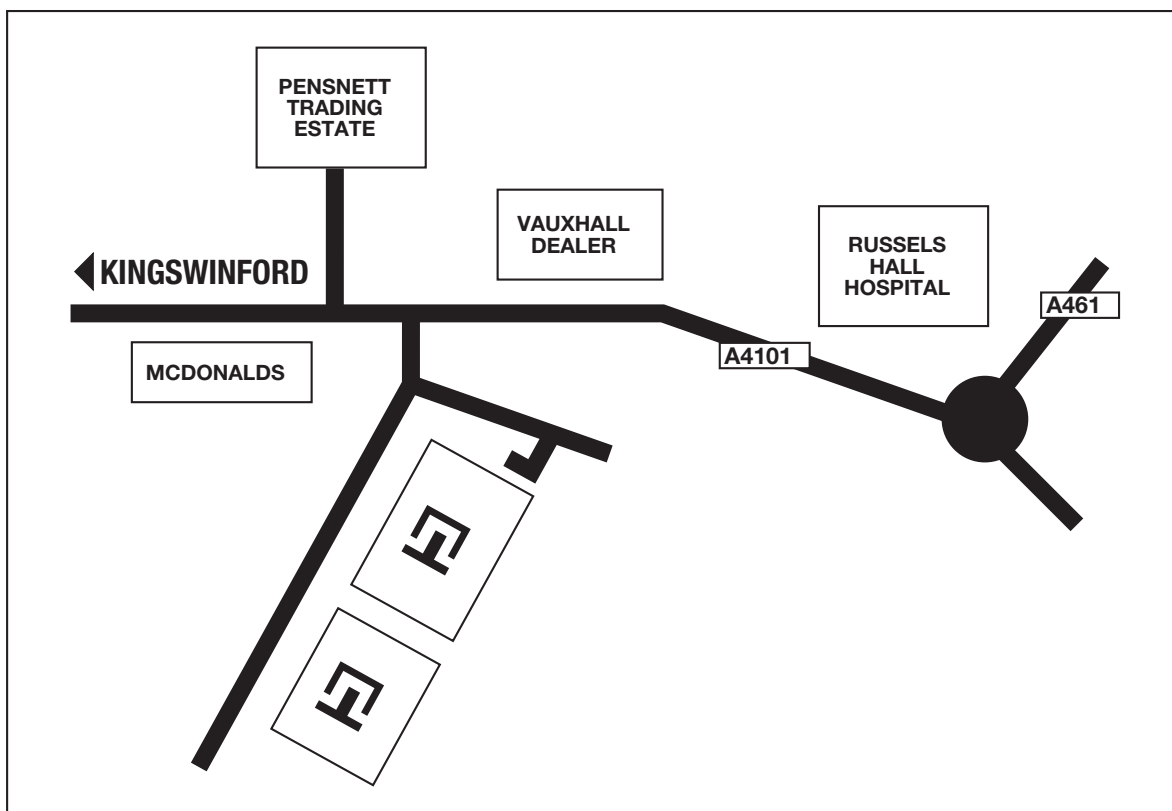 PENSNETT
TRADING
ESTATE
VAUXHALL
DEALER
RUSSELS
HALL
HOSPITAL
KINGSWINFORD
A461
MCDONALDS
A4101